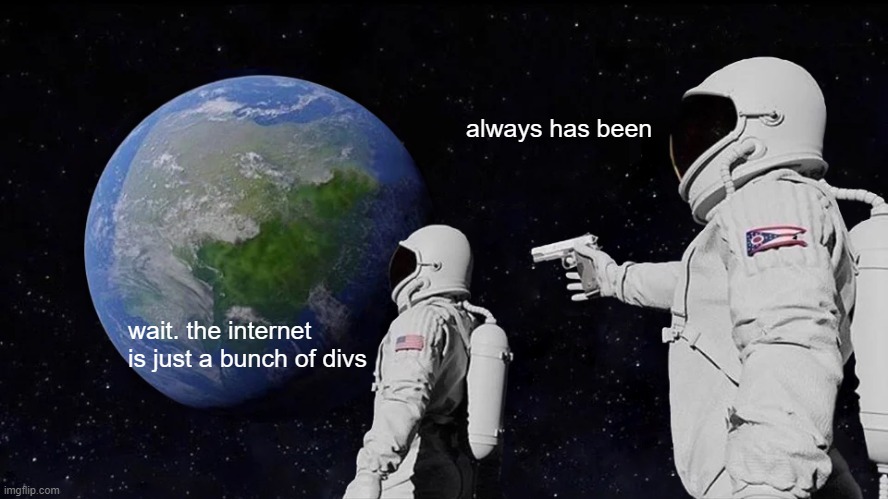 always has been
wait. the internet
is just a bunch of divs
imgflip.com